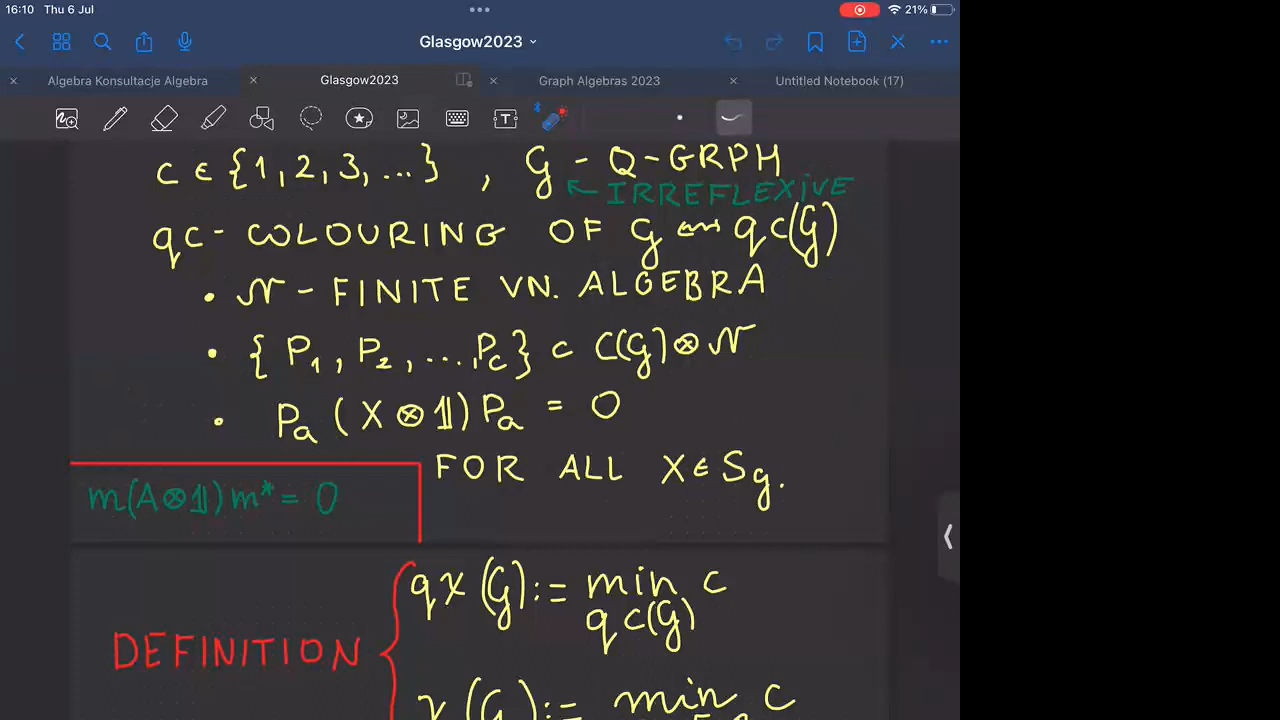 16:10 Thu 6 Jul
21%
Glasgow2023
Algebra Konsultacje Algebra
Glasgow2023
Graph Algebras 2023
Untitled Notebook (17)
c ∈ {1, 2, 3, ...} , G - Q-GRPH
← IRREFLEXIVE
qc - COLOURING OF G ↭ qc(G)
• N - FINITE VN. ALGEBRA
• {P₁, P₂, ..., P_c} ⊂ C(G) ⊗ N
• P_a (X ⊗ 𝟙) P_a = 0
FOR ALL X ∈ S_G.
m(A ⊗ 𝟙)m* = 0
DEFINITION
qχ(G) := min c
qc(G)
χ(G) := min c